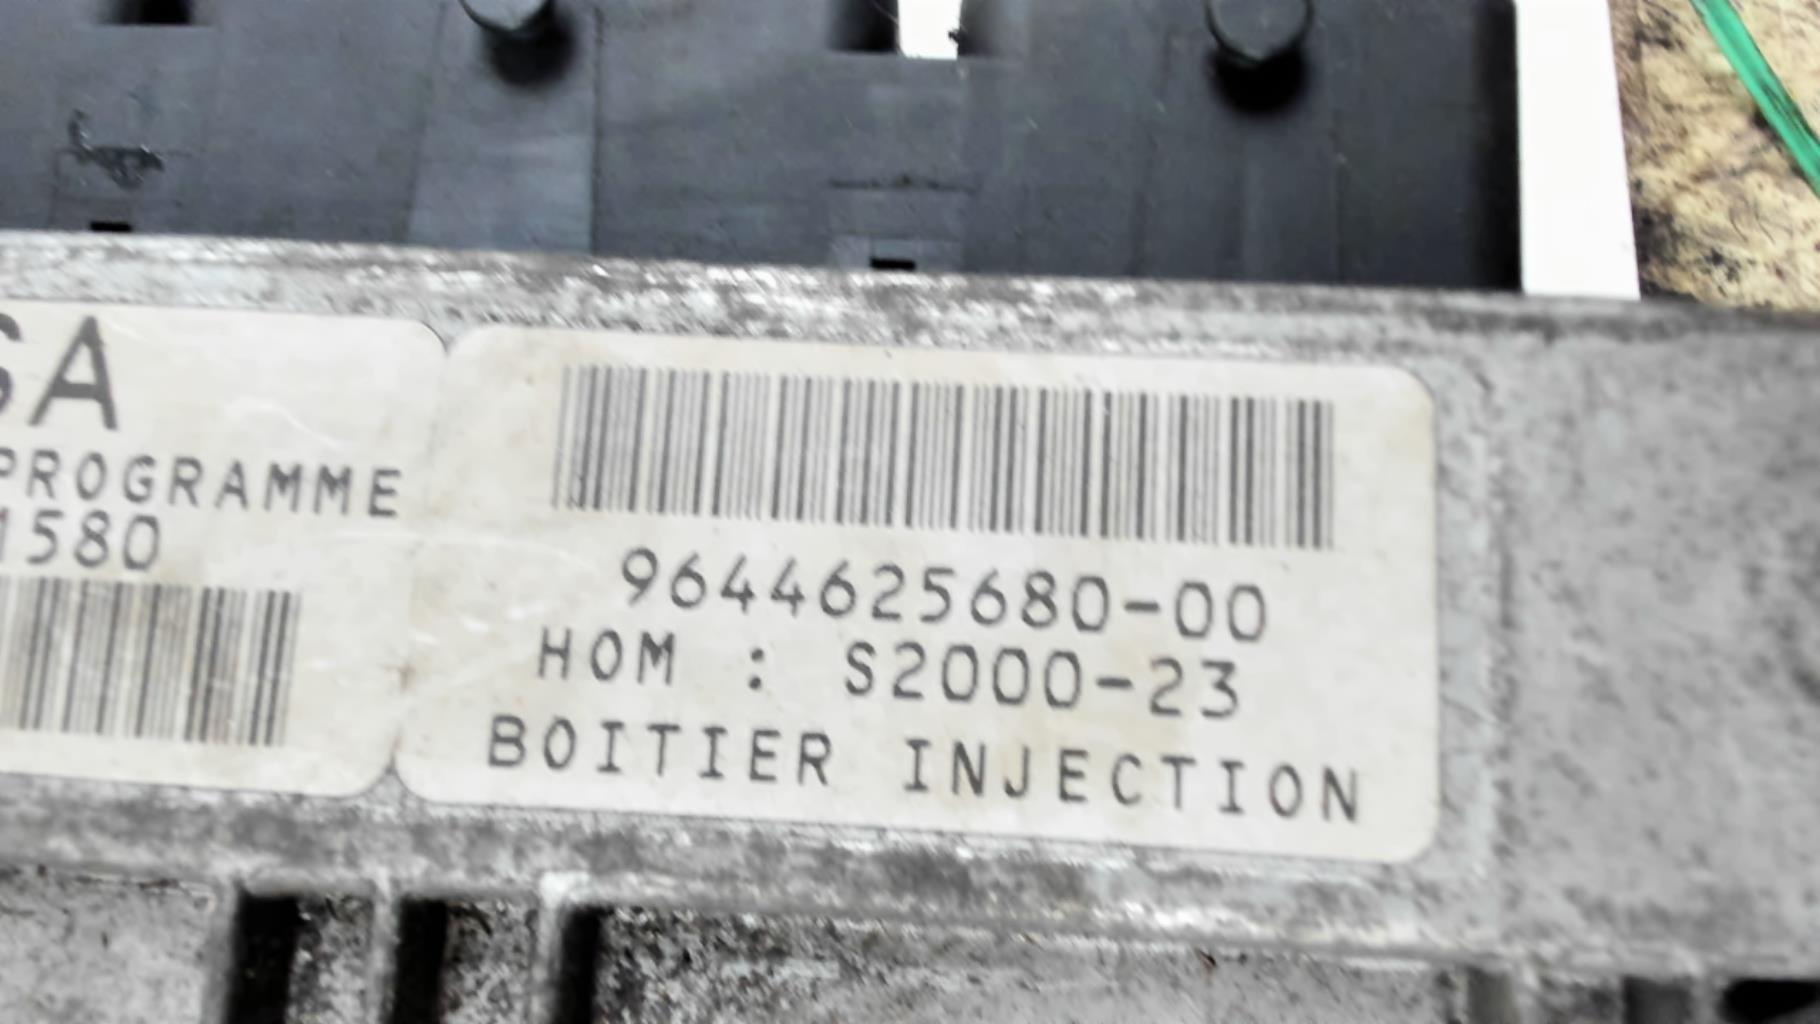 SA
PROGRAMME
1580
9644625680-00
HOM : S2000-23
BOITIER INJECTION